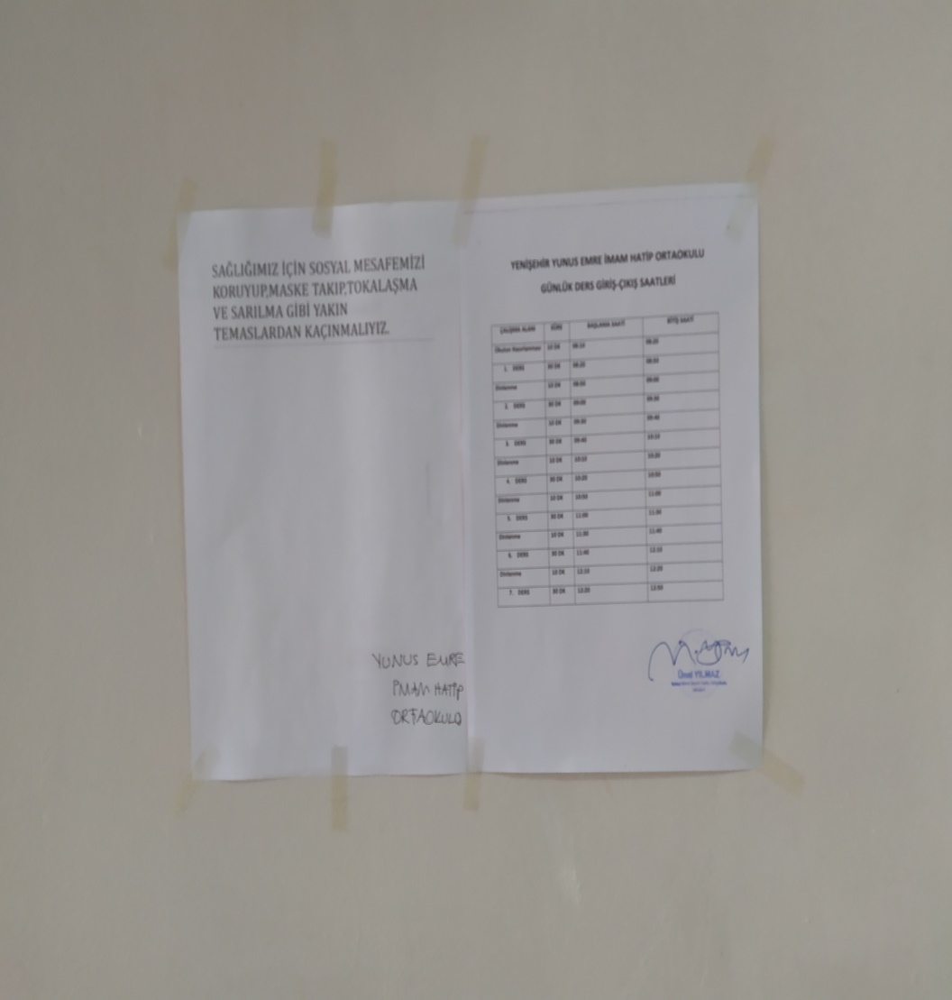 SAĞLIĞIMIZ İÇİN SOSYAL MESAFEMİZİ
KORUYUP,MASKE TAKIP,TOKALAŞMA
VE SARILMA GİBİ YAKIN
TEMASLARDAN KAÇINMALIYIZ.
YUNUS EMRE
İMAM HATİP
ORTAOKULU
YENİŞEHİR YUNUS EMRE İMAM HATİP ORTAOKULU
GÜNLÜK DERS GİRİŞ-ÇIKIŞ SAATLERİ
ÇALIŞMA ALANI SÜRE BAŞLAMA SAATİ BİTİŞ SAATİ
10 DK 08:10 08:20
1. DERS 30 DK 08:20 08:50
Dinlenme 10 DK 08:50 09:00
2. DERS 30 DK 09:00 09:30
Dinlenme 10 DK 09:30 09:40
3. DERS 30 DK 09:40 10:10
Dinlenme 10 DK 10:10 10:20
4. DERS 30 DK 10:20 10:50
Dinlenme 10 DK 10:50 11:00
5. DERS 30 DK 11:00 11:30
Dinlenme 10 DK 11:30 11:40
6. DERS 30 DK 11:40 12:10
Dinlenme 10 DK 12:10 12:20
7. DERS 30 DK 12:20 12:50
Ünal YILMAZ